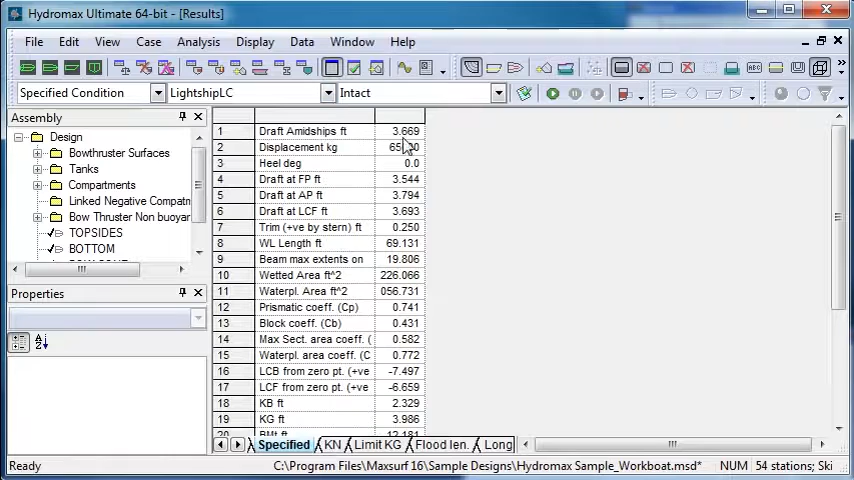 Hydromax Ultimate 64-bit - [Results]
File Edit View Case Analysis Display Data Window Help
Specified Condition LightshipLC Intact
Assembly
Design
Bowthruster Surfaces
Tanks
Compartments
Linked Negative Compart
Bow Thruster Non buoyar
TOPSIDES
BOTTOM
Properties
1 Draft Amidships ft 3.669
2 Displacement kg
3 Heel deg 0.0
4 Draft at FP ft 3.544
5 Draft at AP ft 3.794
6 Draft at LCF ft 3.693
7 Trim (+ve by stern) ft 0.250
8 WL Length ft 69.131
9 Beam max extents on 19.806
10 Wetted Area ft^2 226.066
11 Waterpl. Area ft^2 056.731
12 Prismatic coeff. (Cp) 0.741
13 Block coeff. (Cb) 0.431
14 Max Sect. area coeff. ( 0.582
15 Waterpl. area coeff. (C 0.772
16 LCB from zero pt. (+ve -7.497
17 LCF from zero pt. (+ve -6.659
18 KB ft 2.329
19 KG ft 3.986
20 BMt ft 12.181
Specified KN Limit KG Flood len. Long
Ready C:\Program Files\Maxsurf 16\Sample Designs\Hydromax Sample_Workboat.msd* NUM 54 stations; Ski